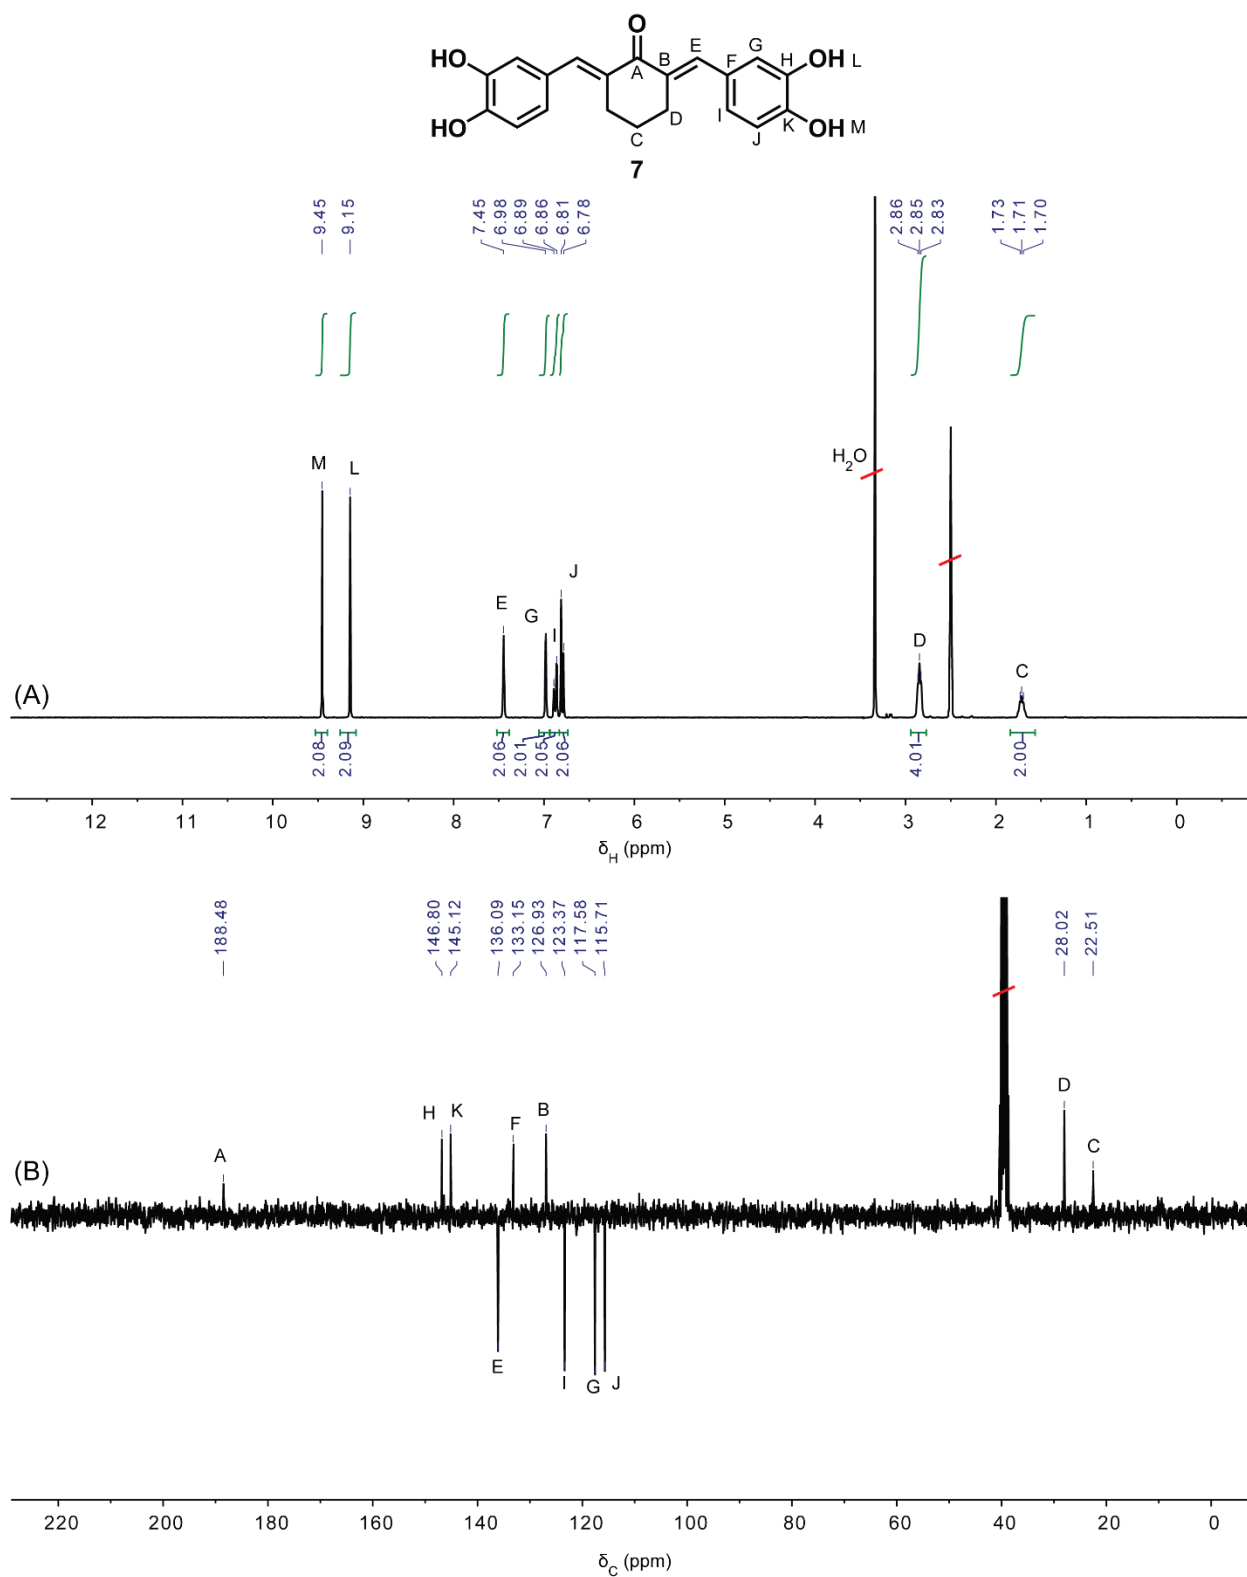 O
HO
E
G
A
B
F
H
OH L
HO
D
I
K
OH M
C
J
7
9.45
9.15
7.45
6.98
6.89
6.86
6.81
6.78
2.86
2.85
2.83
1.73
1.71
1.70
H2O
M
L
J
E
G
I
D
C
(A)
2.08
2.09
2.06
2.01
2.05
2.06
4.01
2.00
12 11 10 9 8 7 6 5 4 3 2 1 0
δH (ppm)
188.48
146.80
145.12
136.09
133.15
126.93
123.37
117.58
115.71
28.02
22.51
D
H
K
B
F
C
A
(B)
E
I
G
J
220 200 180 160 140 120 100 80 60 40 20 0
δC (ppm)